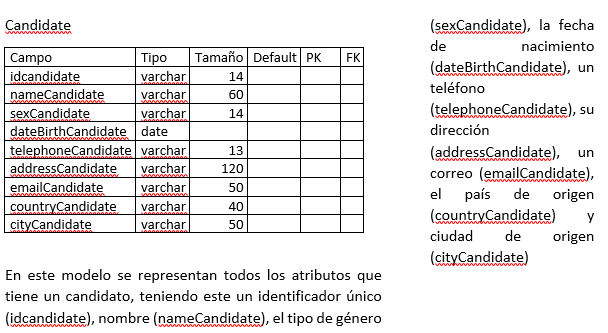 Candidate
Campo Tipo Tamaño Default PK FK
idcandidate varchar 14
nameCandidate varchar 60
sexCandidate varchar 14
dateBirthCandidate date
telephoneCandidate varchar 13
addressCandidate varchar 120
emailCandidate varchar 50
countryCandidate varchar 40
cityCandidate varchar 50
En este modelo se representan todos los atributos que
tiene un candidato, teniendo este un identificador único
(idcandidate), nombre (nameCandidate), el tipo de género
(sexCandidate), la fecha
de nacimiento
(dateBirthCandidate), un
teléfono
(telephoneCandidate), su
dirección
(addressCandidate), un
correo (emailCandidate),
el país de origen
(countryCandidate) y
ciudad de origen
(cityCandidate)